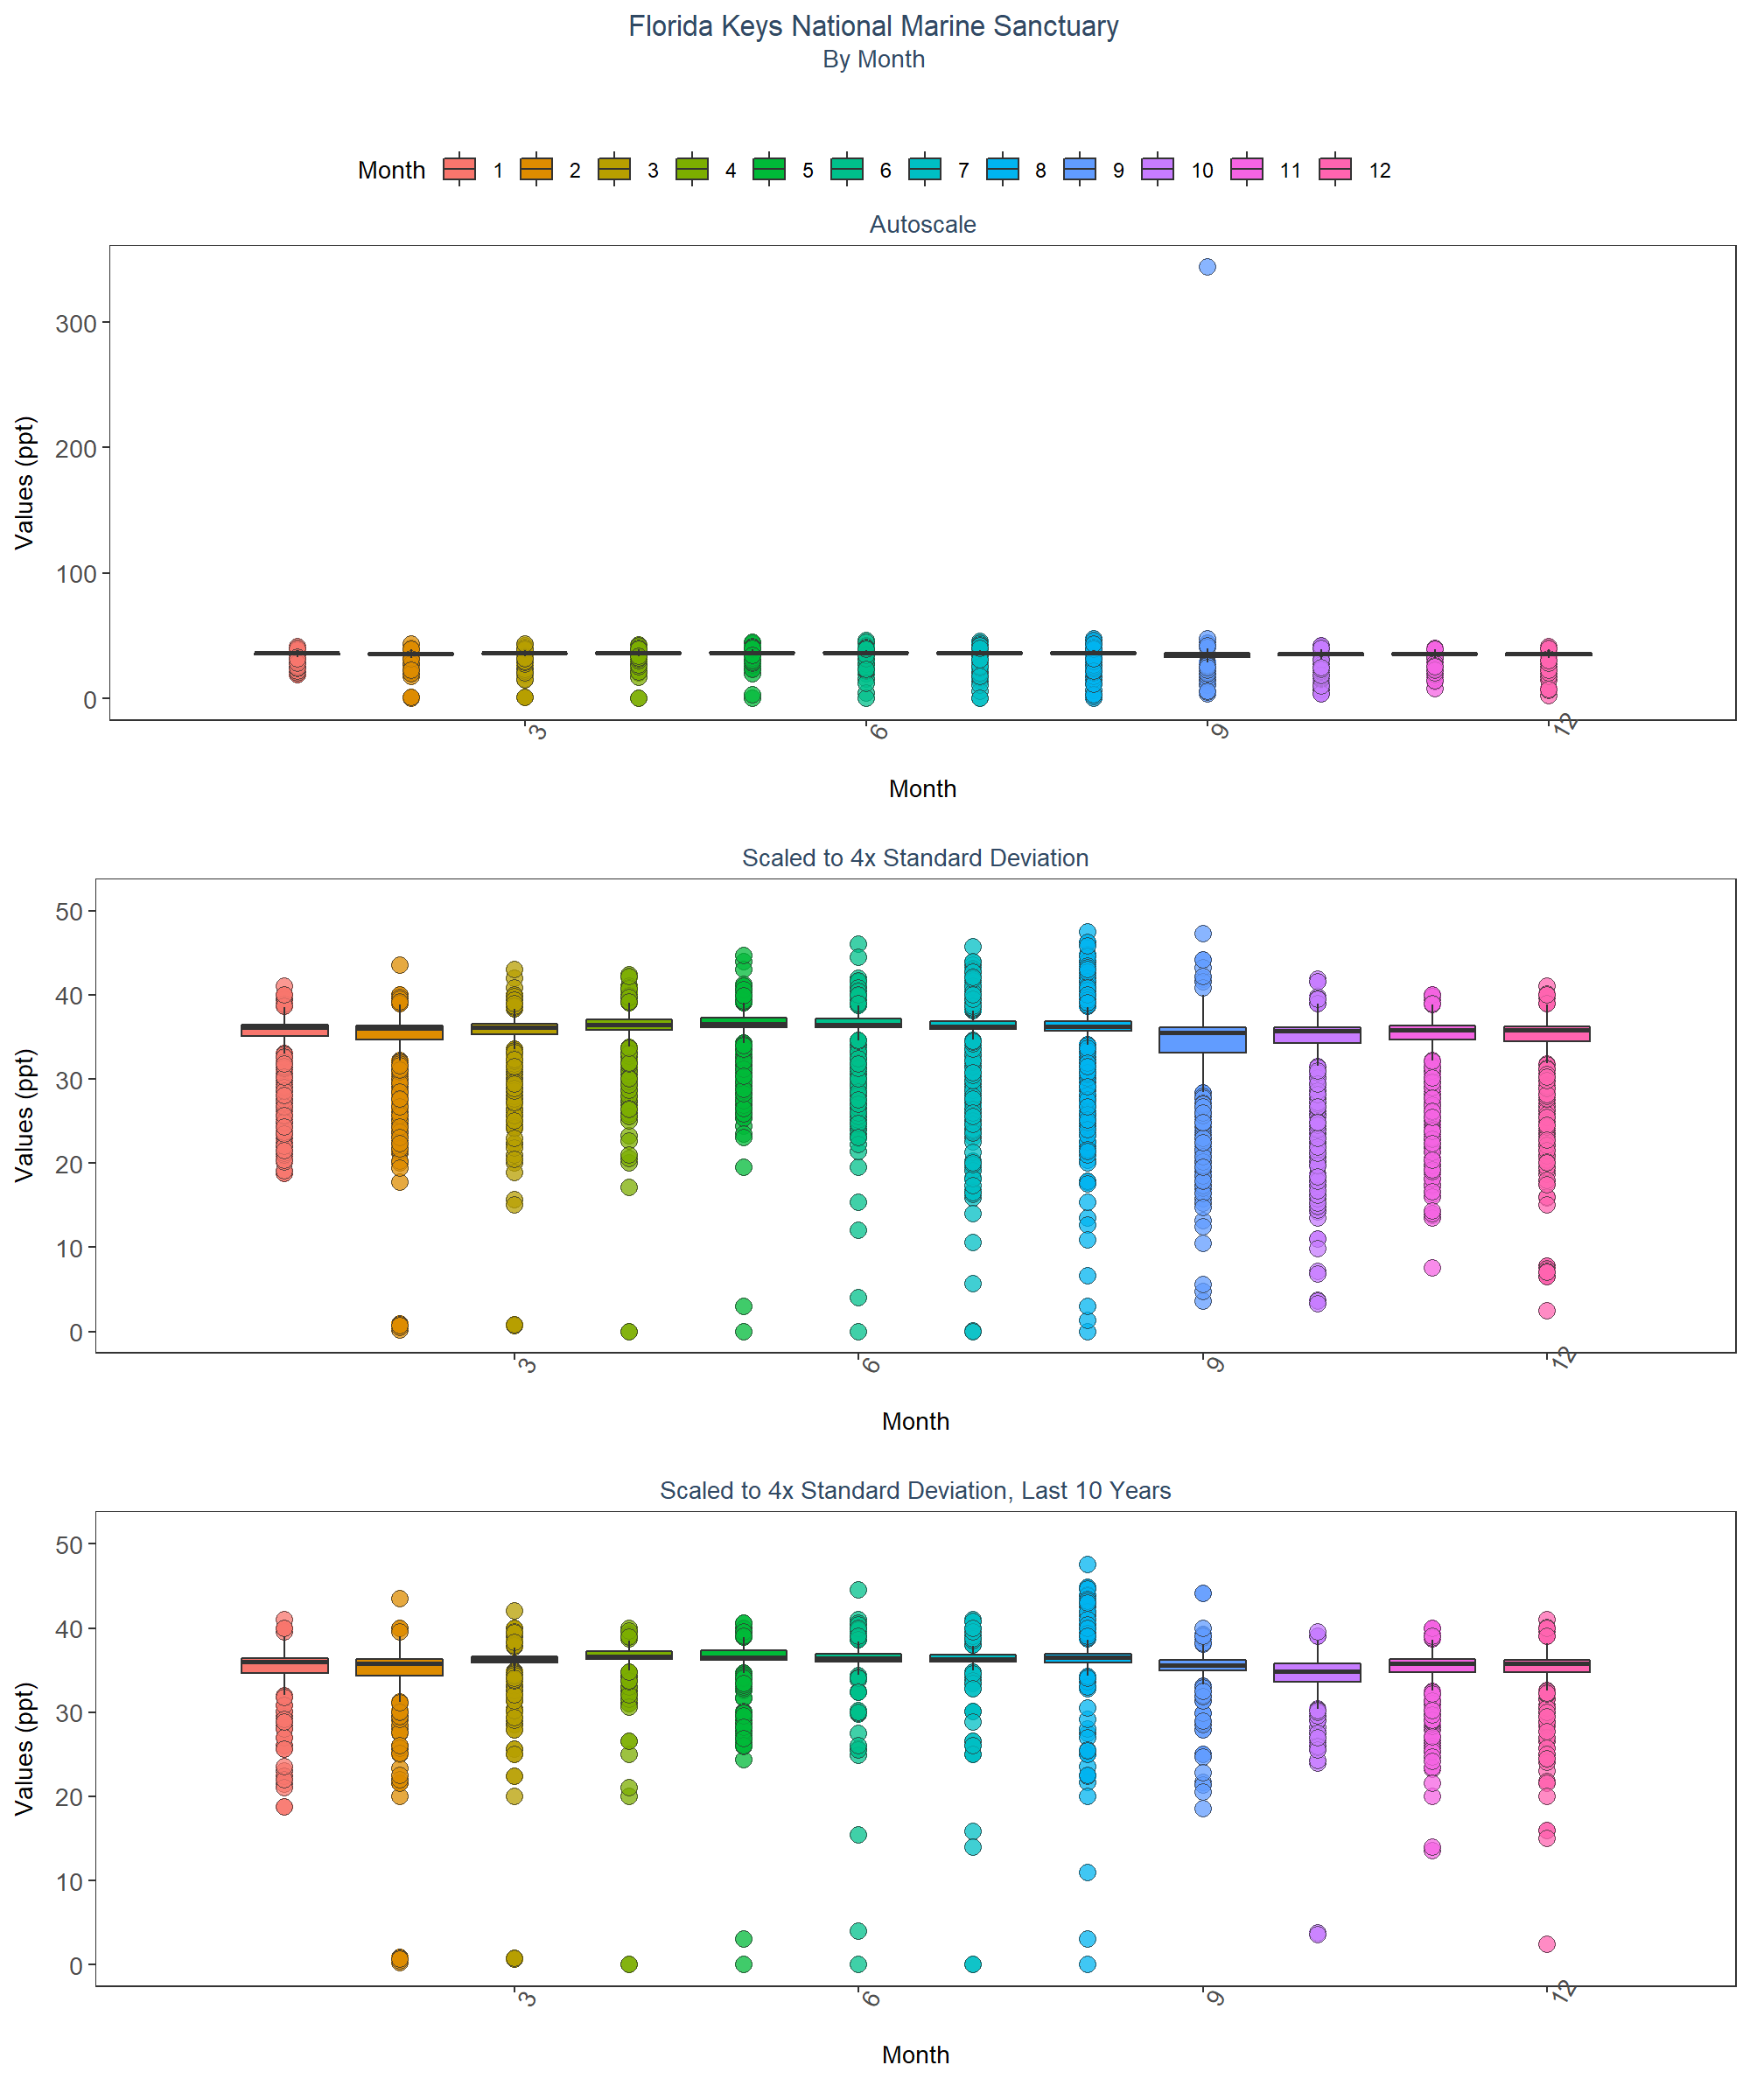 Florida Keys National Marine Sanctuary
By Month
Month 1 2 3 4 5 6 7 8 9 10 11 12
Autoscale
Values (ppt)
300
200
100
0
3 6 9 12
Month
Scaled to 4x Standard Deviation
Values (ppt)
50
40
30
20
10
0
3 6 9 12
Month
Scaled to 4x Standard Deviation, Last 10 Years
Values (ppt)
50
40
30
20
10
0
3 6 9 12
Month